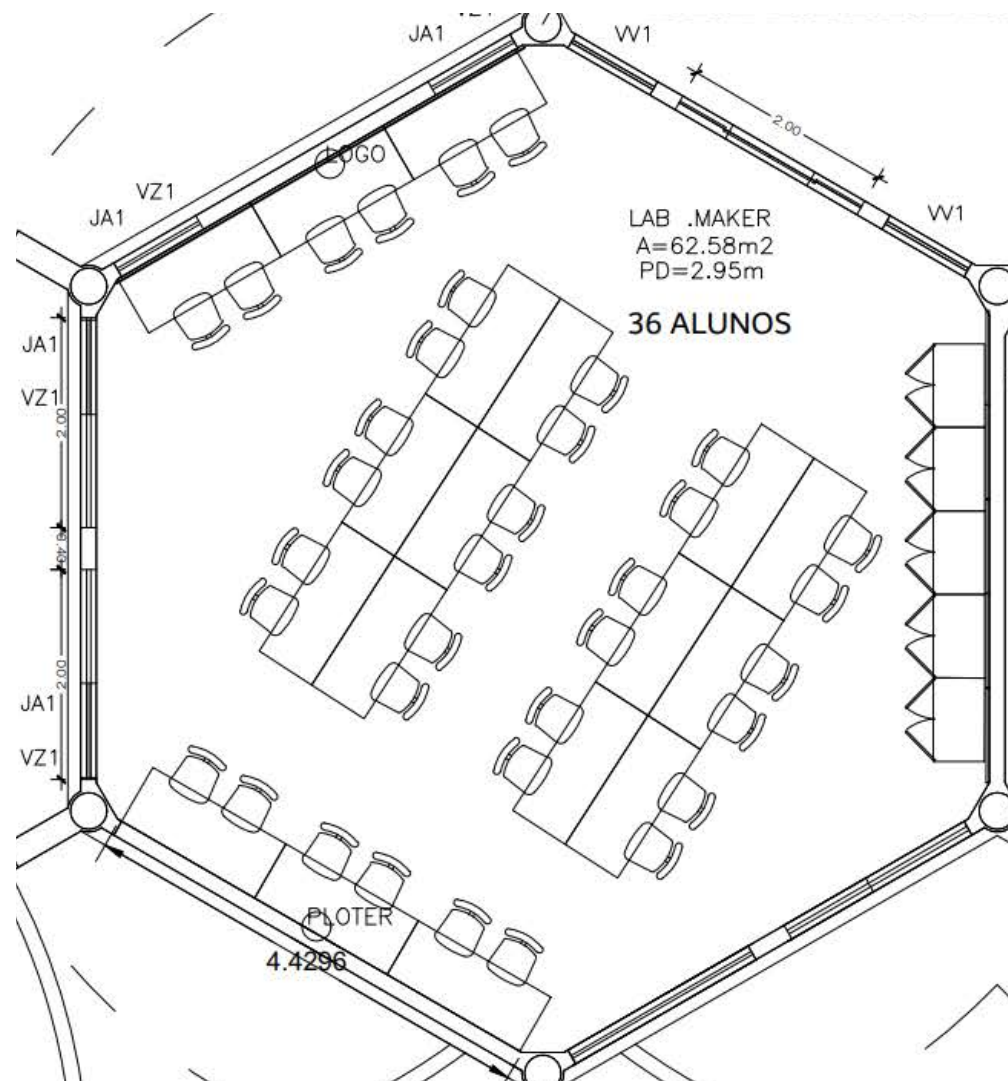 JA1
VV1
2.00
LOGO
VZ1
JA1
VV1
LAB .MAKER
A=62.58m2
PD=2.95m
36 ALUNOS
JA1
VZ1
2.00
2.00
JA1
VZ1
PLOTER
4.4296